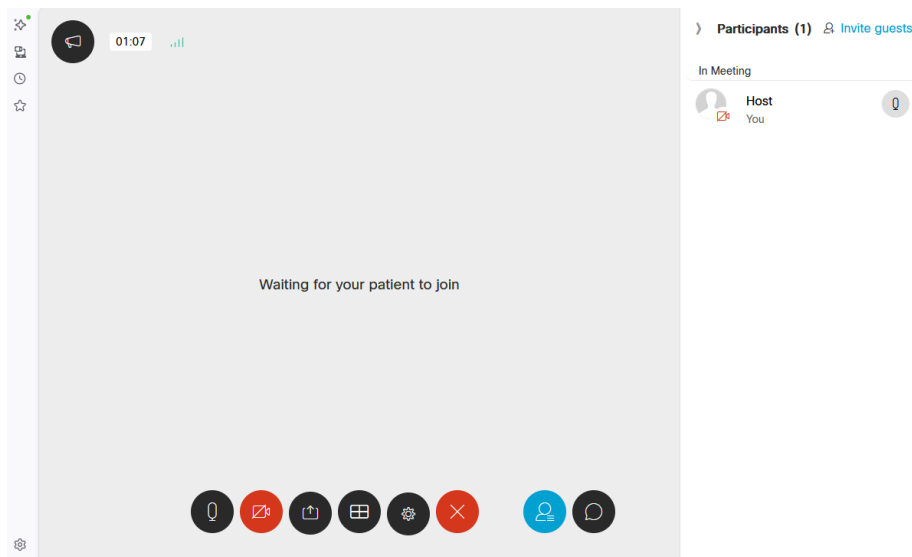 01:07
Participants (1)
Invite guests
In Meeting
Host
You
Waiting for your patient to join